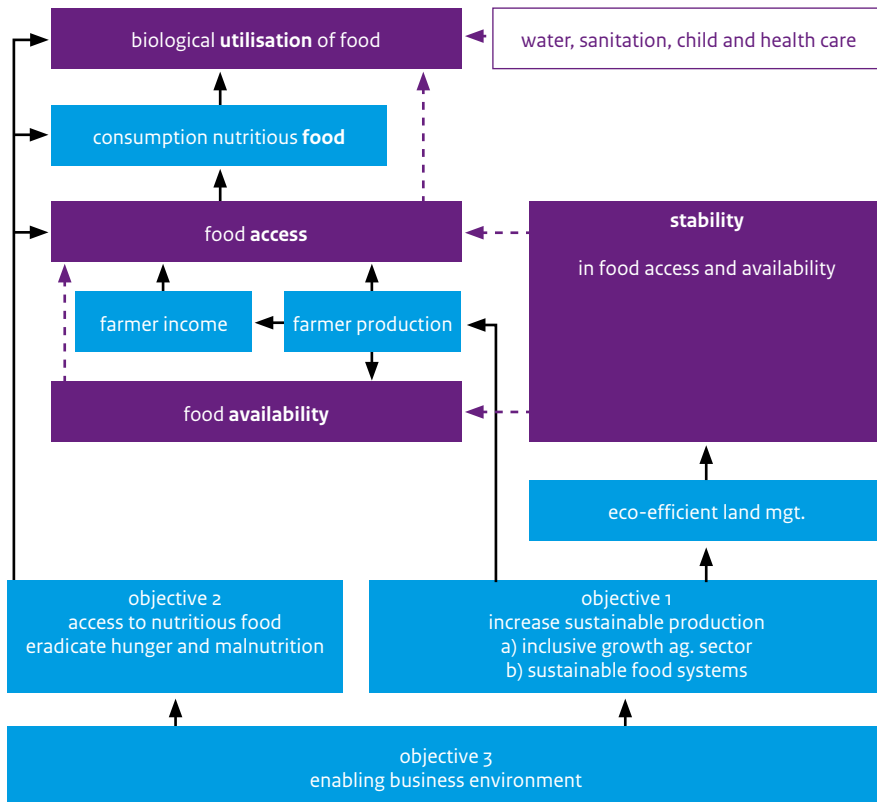 biological utilisation of food
water, sanitation, child and health care
consumption nutritious food
food access
stability
in food access and availability
farmer income
farmer production
food availability
eco-efficient land mgt.
objective 2
access to nutritious food
eradicate hunger and malnutrition
objective 1
increase sustainable production
a) inclusive growth ag. sector
b) sustainable food systems
objective 3
enabling business environment